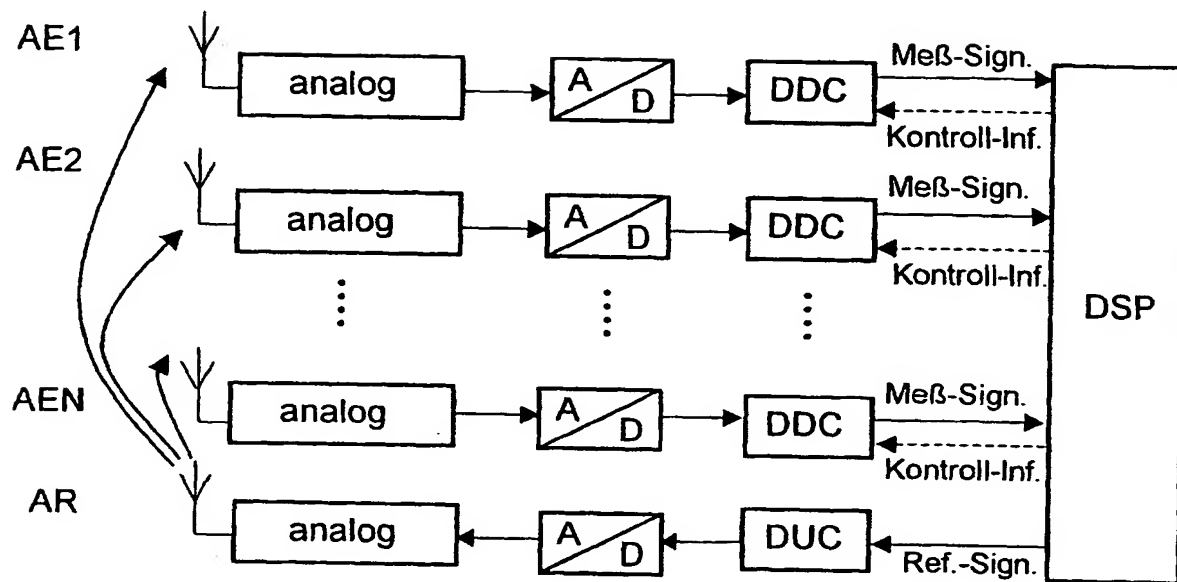 AE1
analog
A
D
DDC
Meß-Sign.
Kontroll-Inf.
AE2
analog
A
D
DDC
Meß-Sign.
Kontroll-Inf.
DSP
AEN
analog
A
D
DDC
Meß-Sign.
Kontroll-Inf.
AR
analog
A
D
DUC
Ref.-Sign.